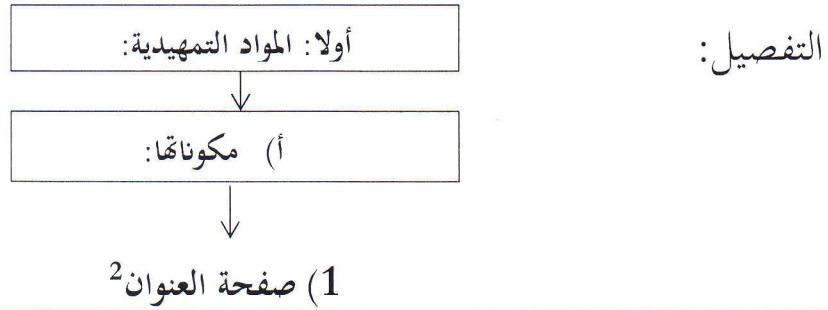 التفصيل:
أولا: المواد التمهيدية:
أ) مكوناتها:
1) صفحة العنوان2